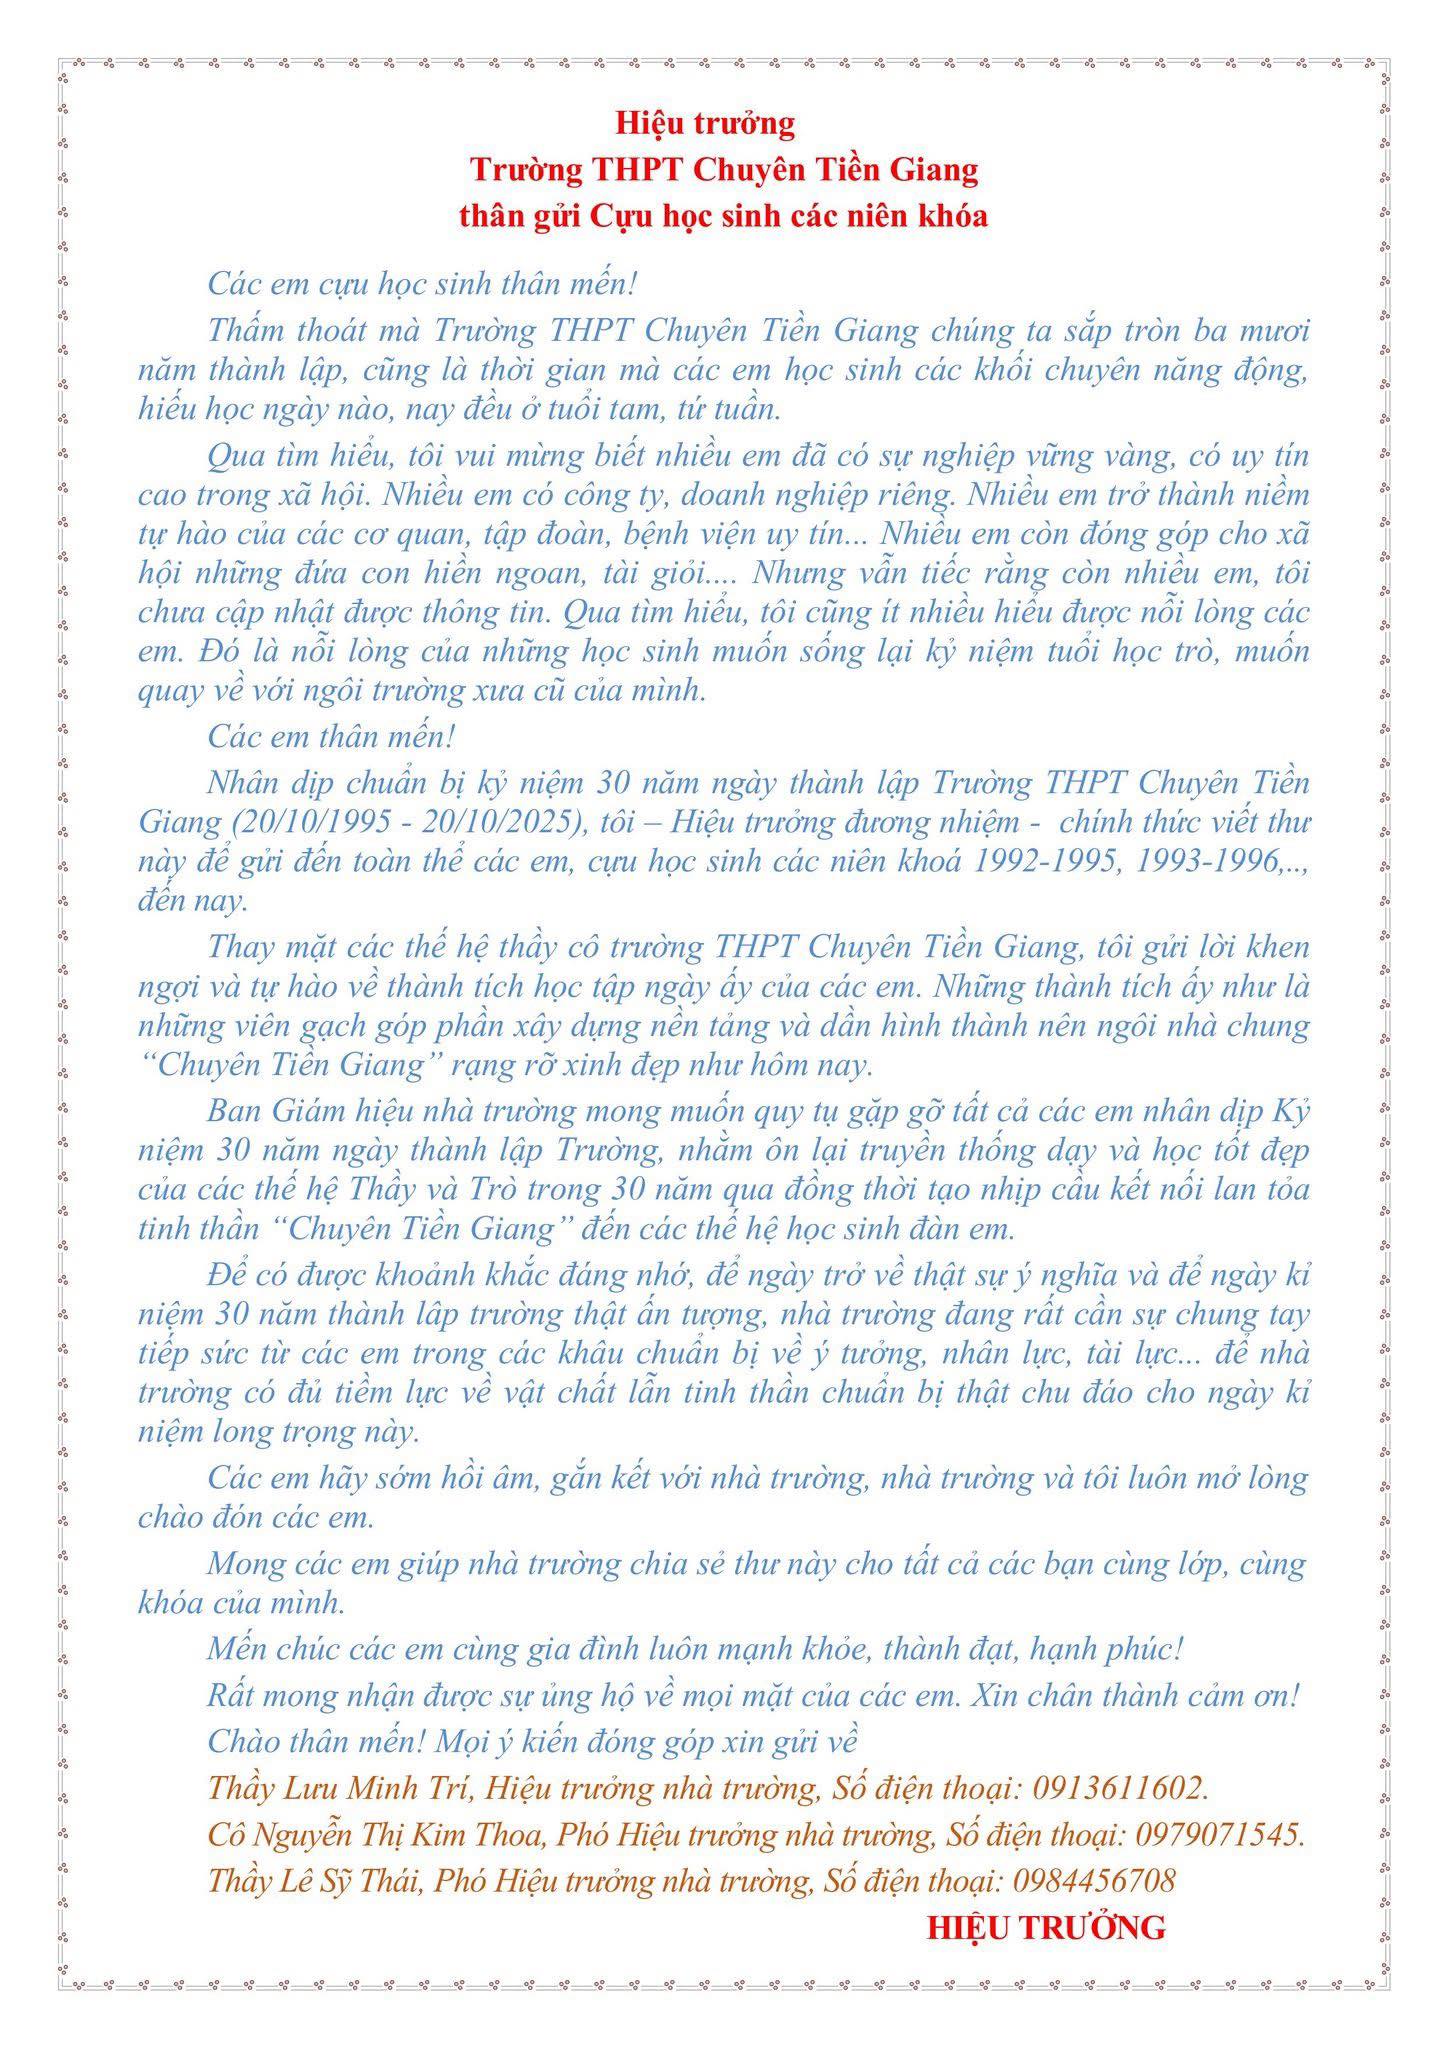 Hiệu trưởng
Trường THPT Chuyên Tiền Giang
thân gửi Cựu học sinh các niên khóa
Các em cựu học sinh thân mến!
Thấm thoát mà Trường THPT Chuyên Tiền Giang chúng ta sắp tròn ba mươi
năm thành lập, cũng là thời gian mà các em học sinh các khối chuyên năng động,
hiếu học ngày nào, nay đều ở tuổi tam, tứ tuần.
Qua tìm hiểu, tôi vui mừng biết nhiều em đã có sự nghiệp vững vàng, có uy tín
cao trong xã hội. Nhiều em có công ty, doanh nghiệp riêng. Nhiều em trở thành niềm
tự hào của các cơ quan, tập đoàn, bệnh viện uy tín... Nhiều em còn đóng góp cho xã
hội những đứa con hiền ngoan, tài giỏi.... Nhưng vẫn tiếc rằng còn nhiều em, tôi
chưa cập nhật được thông tin. Qua tìm hiểu, tôi cũng ít nhiều hiểu được nỗi lòng các
em. Đó là nỗi lòng của những học sinh muốn sống lại kỷ niệm tuổi học trò, muốn
quay về với ngôi trường xưa cũ của mình.
Các em thân mến!
Nhân dịp chuẩn bị kỷ niệm 30 năm ngày thành lập Trường THPT Chuyên Tiền
Giang (20/10/1995 - 20/10/2025), tôi – Hiệu trưởng đương nhiệm - chính thức viết thư
này để gửi đến toàn thể các em, cựu học sinh các niên khoá 1992-1995, 1993-1996,..,
đến nay.
Thay mặt các thế hệ thầy cô trường THPT Chuyên Tiền Giang, tôi gửi lời khen
ngợi và tự hào về thành tích học tập ngày ấy của các em. Những thành tích ấy như là
những viên gạch góp phần xây dựng nền tảng và dần hình thành nên ngôi nhà chung
“Chuyên Tiền Giang” rạng rỡ xinh đẹp như hôm nay.
Ban Giám hiệu nhà trường mong muốn quy tụ gặp gỡ tất cả các em nhân dịp Kỷ
niệm 30 năm ngày thành lập Trường, nhằm ôn lại truyền thống dạy và học tốt đẹp
của các thế hệ Thầy và Trò trong 30 năm qua đồng thời tạo nhịp cầu kết nối lan tỏa
tinh thần “Chuyên Tiền Giang” đến các thế hệ học sinh đàn em.
Để có được khoảnh khắc đáng nhớ, để ngày trở về thật sự ý nghĩa và để ngày kỉ
niệm 30 năm thành lâp trường thật ấn tượng, nhà trường đang rất cần sự chung tay
tiếp sức từ các em trong các khâu chuẩn bị về ý tưởng, nhân lực, tài lực... để nhà
trường có đủ tiềm lực về vật chất lẫn tinh thần chuẩn bị thật chu đáo cho ngày kỉ
niệm long trọng này.
Các em hãy sớm hồi âm, gắn kết với nhà trường, nhà trường và tôi luôn mở lòng
chào đón các em.
Mong các em giúp nhà trường chia sẻ thư này cho tất cả các bạn cùng lớp, cùng
khóa của mình.
Mến chúc các em cùng gia đình luôn mạnh khỏe, thành đạt, hạnh phúc!
Rất mong nhận được sự ủng hộ về mọi mặt của các em. Xin chân thành cảm ơn!
Chào thân mến! Mọi ý kiến đóng góp xin gửi về
Thầy Lưu Minh Trí, Hiệu trưởng nhà trường, Số điện thoại: 0913611602.
Cô Nguyễn Thị Kim Thoa, Phó Hiệu trưởng nhà trường, Số điện thoại: 0979071545.
Thầy Lê Sỹ Thái, Phó Hiệu trưởng nhà trường, Số điện thoại: 0984456708
HIỆU TRƯỞNG